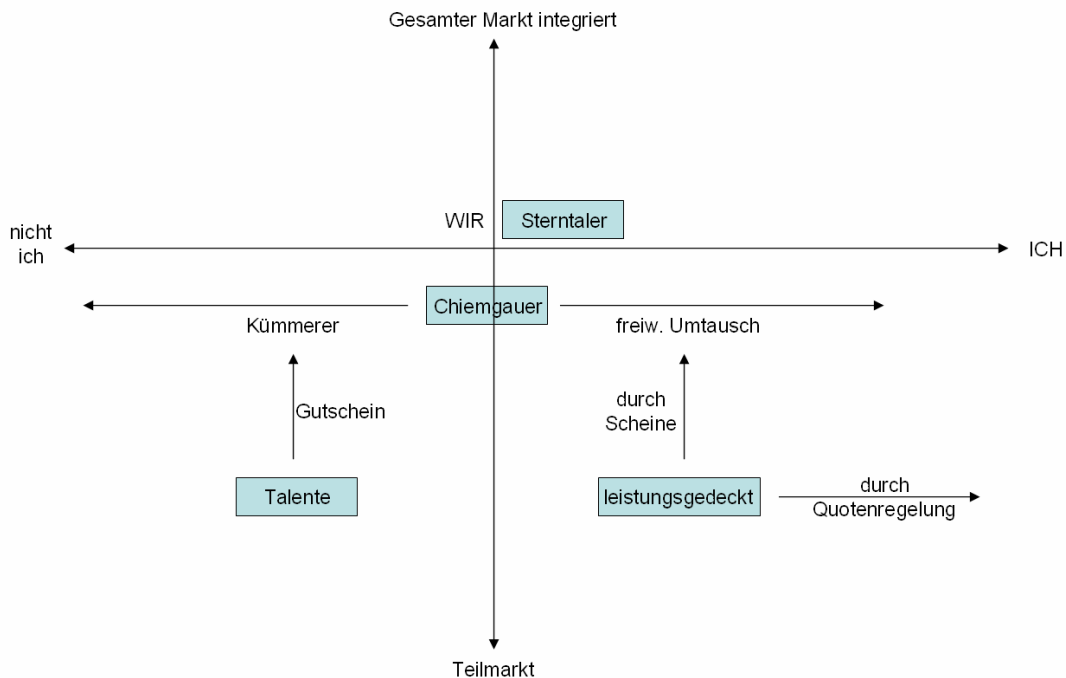 Gesamter Markt integriert
WIR
Sterntaler
nicht
ich
ICH
Chiemgauer
Kümmerer
freiw. Umtausch
Gutschein
durch
Scheine
Talente
leistungsgedeckt
durch
Quotenregelung
Teilmarkt